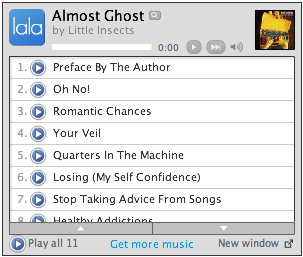 lala
Almost Ghost
by Little Insects
0:00
1. Preface By The Author
2. Oh No!
3. Romantic Chances
4. Your Veil
5. Quarters In The Machine
6. Losing (My Self Confidence)
7. Stop Taking Advice From Songs
8. Healthy Addictions
Play all 11
Get more music
New window